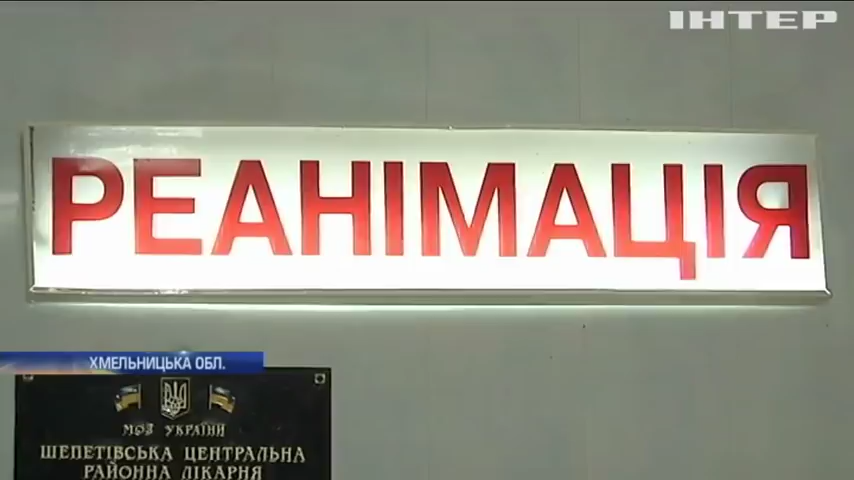 ІНТЕР
РЕАНІМАЦІЯ
ХМЕЛЬНИЦЬКА ОБЛ.
МОЗ УКРАЇНИ
ШЕПЕТІВСЬКА ЦЕНТРАЛЬНА
РАЙОННА ЛІКАРНЯ